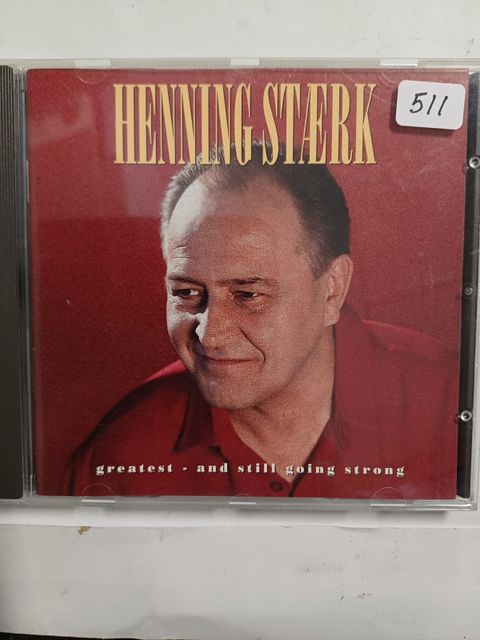 HENNING STÆRK
511
greatest - and still going strong